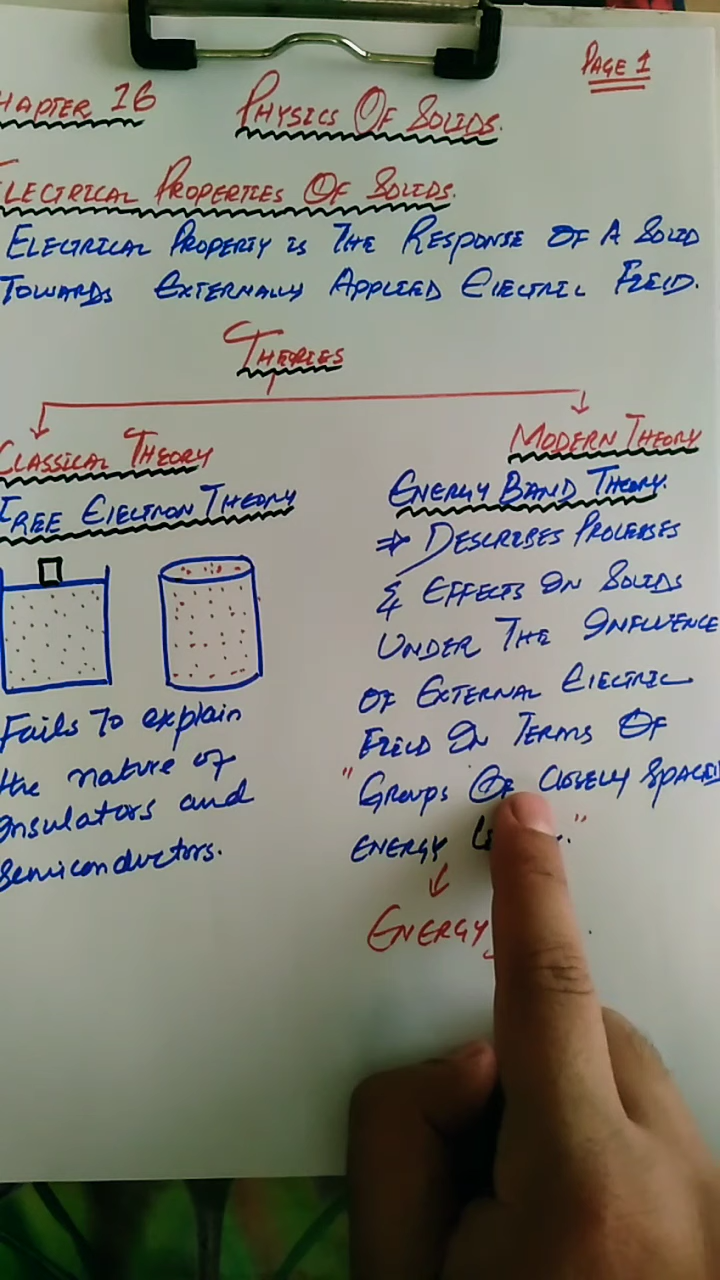 PAGE 1
HAPTER 16 PHYSICS OF SOLIDS.
LECTRICAL PROPERTIES OF SOLIDS.
ELECTRICAL PROPERTY IS THE RESPONSE OF A SOLID
TOWARDS EXTERNALLY APPLIED ELECTRIC FIELD.
THEORIES
CLASSICAL THEORY
FREE ELECTRON THEORY
Fails To explain
the nature of
insulators and
Semiconductors.
MODERN THEORY
ENERGY BAND THEORY.
⇒ DESCRIBES PROCESSES
& EFFECTS IN SOLIDS
UNDER THE INFLUENCE
OF EXTERNAL ELECTRIC
FIELD IN TERMS OF
"GROUPS OF CLOSELY SPACED
ENERGY
ENERGY